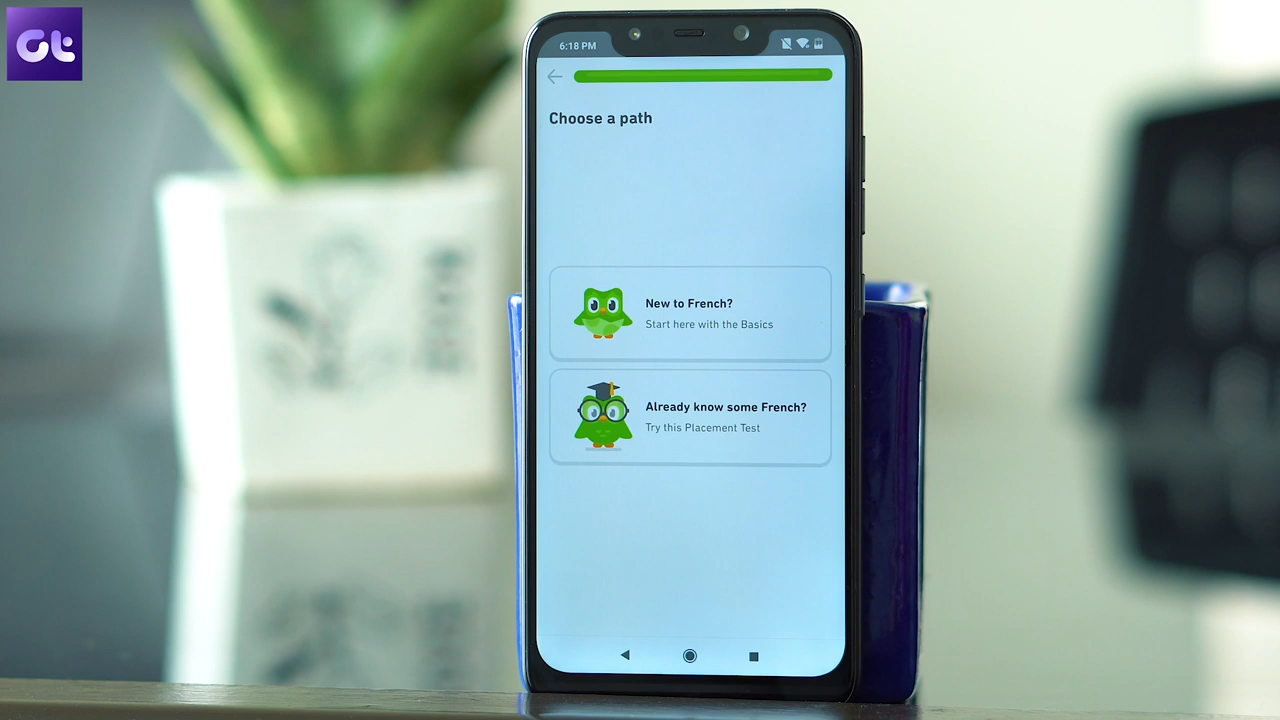 Gt
6:18 PM
Choose a path
New to French?
Start here with the Basics
Already know some French?
Try this Placement Test